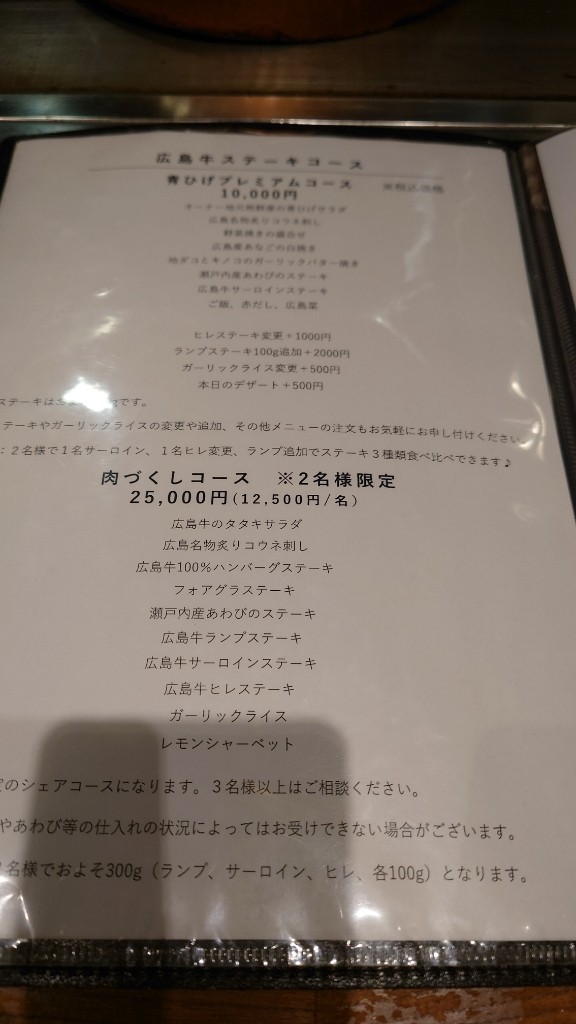 広島牛ステーキコース
青ひげプレミアムコース ※税込価格
10,000円
オーナー地元朝鮮産の青ひげサラダ
広島名物炙りコウネ刺し
野菜焼きの盛合せ
広島産あなごの白焼き
地ダコとキノコのガーリックバター焼き
瀬戸内産あわびのステーキ
広島牛サーロインステーキ
ご飯、赤だし、広島菜
ヒレステーキ変更＋1000円
ランプステーキ100g追加＋2000円
ガーリックライス変更＋500円
本日のデザート＋500円
ステーキはお です。
テーキやガーリックライスの変更や追加、その他メニューの注文もお気軽にお申し付けください
：２名様で１名サーロイン、１名ヒレ変更、ランプ追加でステーキ３種類食べ比べできます♪
肉づくしコース ※2名様限定
25,000円(12,500円/名)
広島牛のタタキサラダ
広島名物炙りコウネ刺し
広島牛100%ハンバーグステーキ
フォアグラステーキ
瀬戸内産あわびのステーキ
広島牛ランプステーキ
広島牛サーロインステーキ
広島牛ヒレステーキ
ガーリックライス
レモンシャーベット
のシェアコースになります。３名様以上はご相談ください。
やあわび等の仕入れの状況によってはお受けできない場合がございます。
名様でおよそ300g（ランプ、サーロイン、ヒレ、各100g）となります。